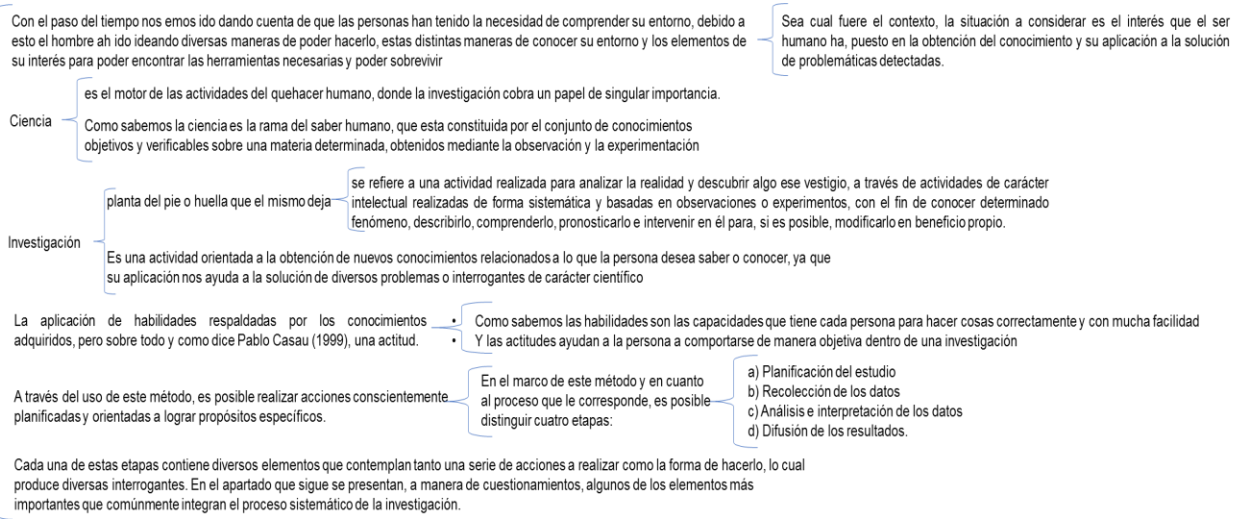 Con el paso del tiempo nos emos ido dando cuenta de que las personas han tenido la necesidad de comprender su entorno, debido a
esto el hombre ah ido ideando diversas maneras de poder hacerlo, estas distintas maneras de conocer su entorno y los elementos de
su interés para poder encontrar las herramientas necesarias y poder sobrevivir
Sea cual fuere el contexto, la situación a considerar es el interés que el ser
humano ha, puesto en la obtención del conocimiento y su aplicación a la solución
de problemáticas detectadas.
Ciencia
es el motor de las actividades del quehacer humano, donde la investigación cobra un papel de singular importancia.
Como sabemos la ciencia es la rama del saber humano, que esta constituida por el conjunto de conocimientos
objetivos y verificables sobre una materia determinada, obtenidos mediante la observación y la experimentación
Investigación
planta del pie o huella que el mismo deja
se refiere a una actividad realizada para analizar la realidad y descubrir algo ese vestigio, a través de actividades de carácter
intelectual realizadas de forma sistemática y basadas en observaciones o experimentos, con el fin de conocer determinado
fenómeno, describirlo, comprenderlo, pronosticarlo e intervenir en él para, si es posible, modificarlo en beneficio propio.
Es una actividad orientada a la obtención de nuevos conocimientos relacionados a lo que la persona desea saber o conocer, ya que
su aplicación nos ayuda a la solución de diversos problemas o interrogantes de carácter científico
La aplicación de habilidades respaldadas por los conocimientos
adquiridos, pero sobre todo y como dice Pablo Casau (1999), una actitud.
• Como sabemos las habilidades son las capacidades que tiene cada persona para hacer cosas correctamente y con mucha facilidad
• Y las actitudes ayudan a la persona a comportarse de manera objetiva dentro de una investigación
A través del uso de este método, es posible realizar acciones conscientemente
planificadas y orientadas a lograr propósitos específicos.
En el marco de este método y en cuanto
al proceso que le corresponde, es posible
distinguir cuatro etapas:
a) Planificación del estudio
b) Recolección de los datos
c) Análisis e interpretación de los datos
d) Difusión de los resultados.
Cada una de estas etapas contiene diversos elementos que contemplan tanto una serie de acciones a realizar como la forma de hacerlo, lo cual
produce diversas interrogantes. En el apartado que sigue se presentan, a manera de cuestionamientos, algunos de los elementos más
importantes que comúnmente integran el proceso sistemático de la investigación.